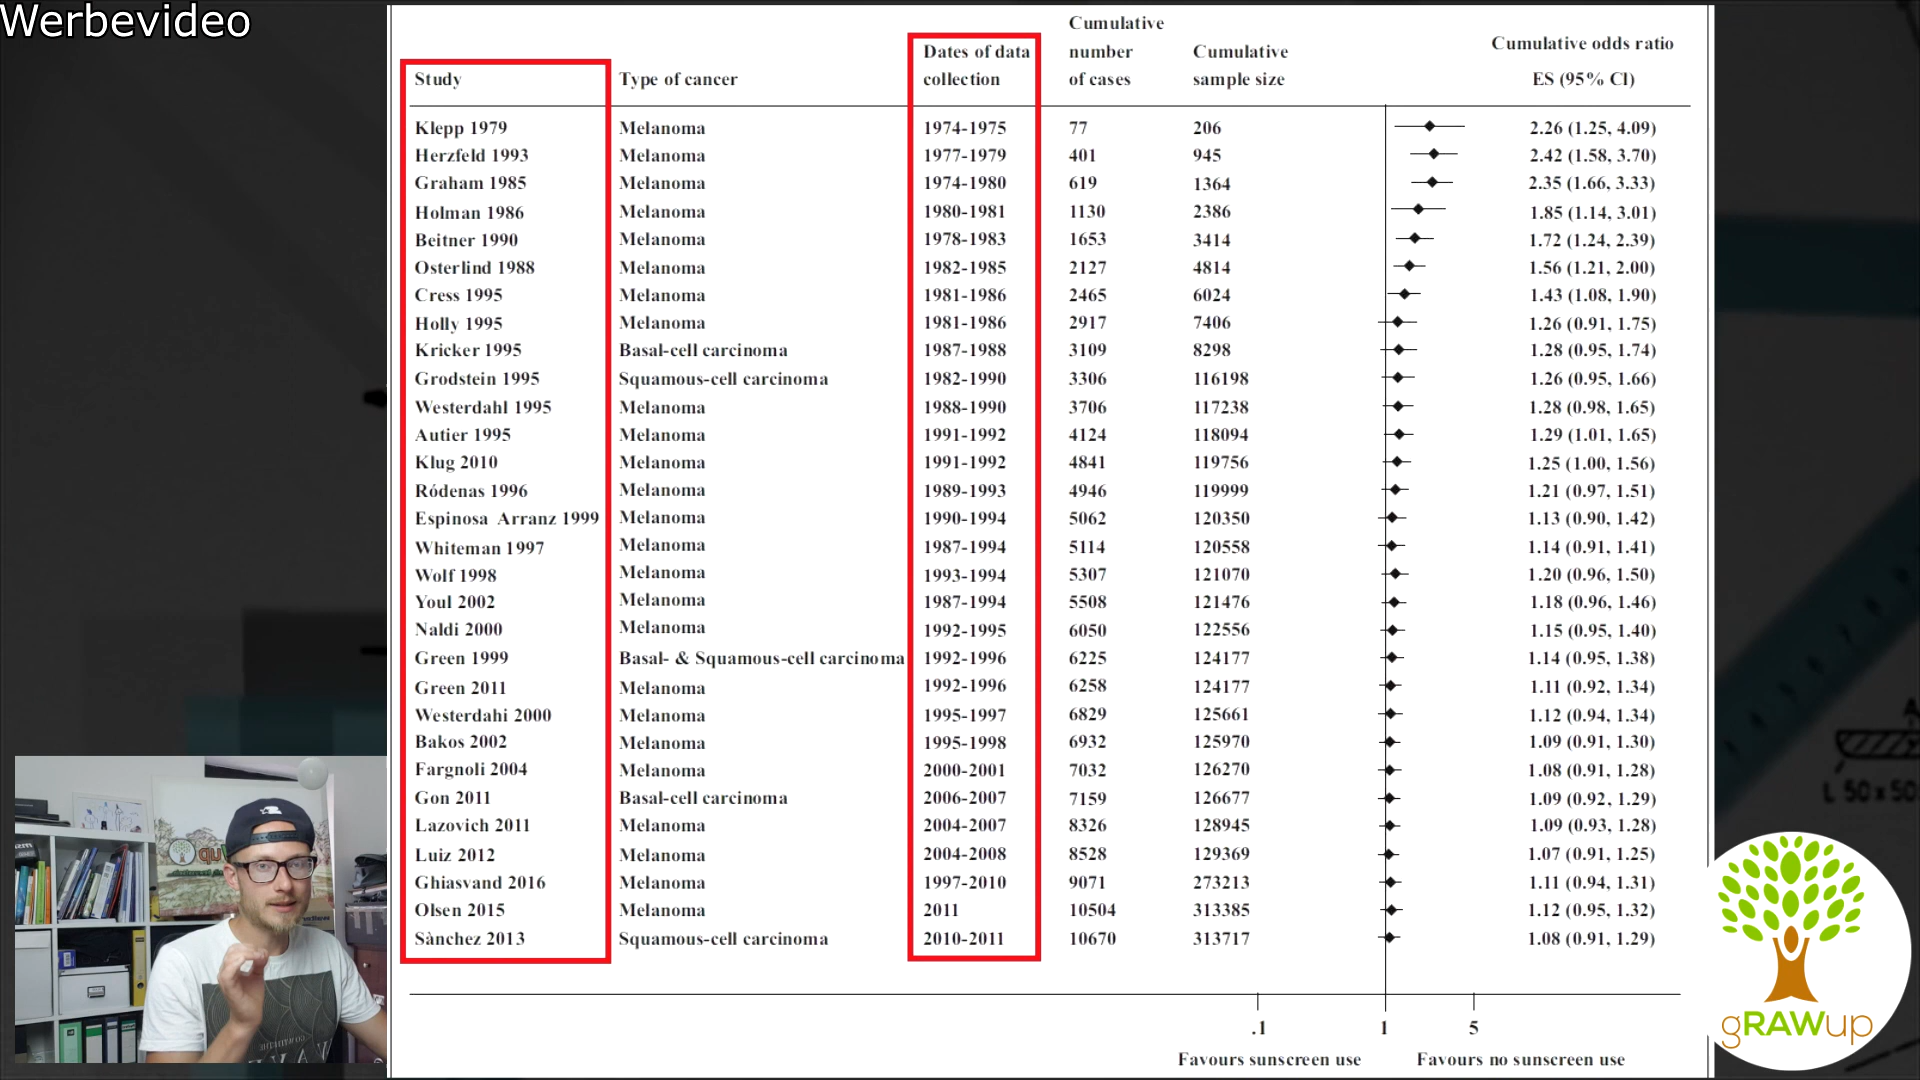 Werbevideo
Study Type of cancer Dates of data collection Cumulative number of cases Cumulative sample size Cumulative odds ratio ES (95% CI)
Klepp 1979 Melanoma 1974-1975 77 206 2.26 (1.25, 4.09)
Herzfeld 1993 Melanoma 1977-1979 401 945 2.42 (1.58, 3.70)
Graham 1985 Melanoma 1974-1980 619 1364 2.35 (1.66, 3.33)
Holman 1986 Melanoma 1980-1981 1130 2386 1.85 (1.14, 3.01)
Beitner 1990 Melanoma 1978-1983 1653 3414 1.72 (1.24, 2.39)
Osterlind 1988 Melanoma 1982-1985 2127 4814 1.56 (1.21, 2.00)
Cress 1995 Melanoma 1981-1986 2465 6024 1.43 (1.08, 1.90)
Holly 1995 Melanoma 1981-1986 2917 7406 1.26 (0.91, 1.75)
Kricker 1995 Basal-cell carcinoma 1987-1988 3109 8298 1.28 (0.95, 1.74)
Grodstein 1995 Squamous-cell carcinoma 1982-1990 3306 116198 1.26 (0.95, 1.66)
Westerdahl 1995 Melanoma 1988-1990 3706 117238 1.28 (0.98, 1.65)
Autier 1995 Melanoma 1991-1992 4124 118094 1.29 (1.01, 1.65)
Klug 2010 Melanoma 1991-1992 4841 119756 1.25 (1.00, 1.56)
Ródenas 1996 Melanoma 1989-1993 4946 119999 1.21 (0.97, 1.51)
Espinosa Arranz 1999 Melanoma 1990-1994 5062 120350 1.13 (0.90, 1.42)
Whiteman 1997 Melanoma 1987-1994 5114 120558 1.14 (0.91, 1.41)
Wolf 1998 Melanoma 1993-1994 5307 121070 1.20 (0.96, 1.50)
Youl 2002 Melanoma 1987-1994 5508 121476 1.18 (0.96, 1.46)
Naldi 2000 Melanoma 1992-1995 6050 122556 1.15 (0.95, 1.40)
Green 1999 Basal- & Squamous-cell carcinoma 1992-1996 6225 124177 1.14 (0.95, 1.38)
Green 2011 Melanoma 1992-1996 6258 124177 1.11 (0.92, 1.34)
Westerdahi 2000 Melanoma 1995-1997 6829 125661 1.12 (0.94, 1.34)
Bakos 2002 Melanoma 1995-1998 6932 125970 1.09 (0.91, 1.30)
Fargnoli 2004 Melanoma 2000-2001 7032 126270 1.08 (0.91, 1.28)
Gon 2011 Basal-cell carcinoma 2006-2007 7159 126677 1.09 (0.92, 1.29)
Lazovich 2011 Melanoma 2004-2007 8326 128945 1.09 (0.93, 1.28)
Luiz 2012 Melanoma 2004-2008 8528 129369 1.07 (0.91, 1.25)
Ghiasvand 2016 Melanoma 1997-2010 9071 273213 1.11 (0.94, 1.31)
Olsen 2015 Melanoma 2011 10504 313385 1.12 (0.95, 1.32)
Sànchez 2013 Squamous-cell carcinoma 2010-2011 10670 313717 1.08 (0.91, 1.29)
.1 1 5
Favours sunscreen use Favours no sunscreen use
L 50x50
gRAWup